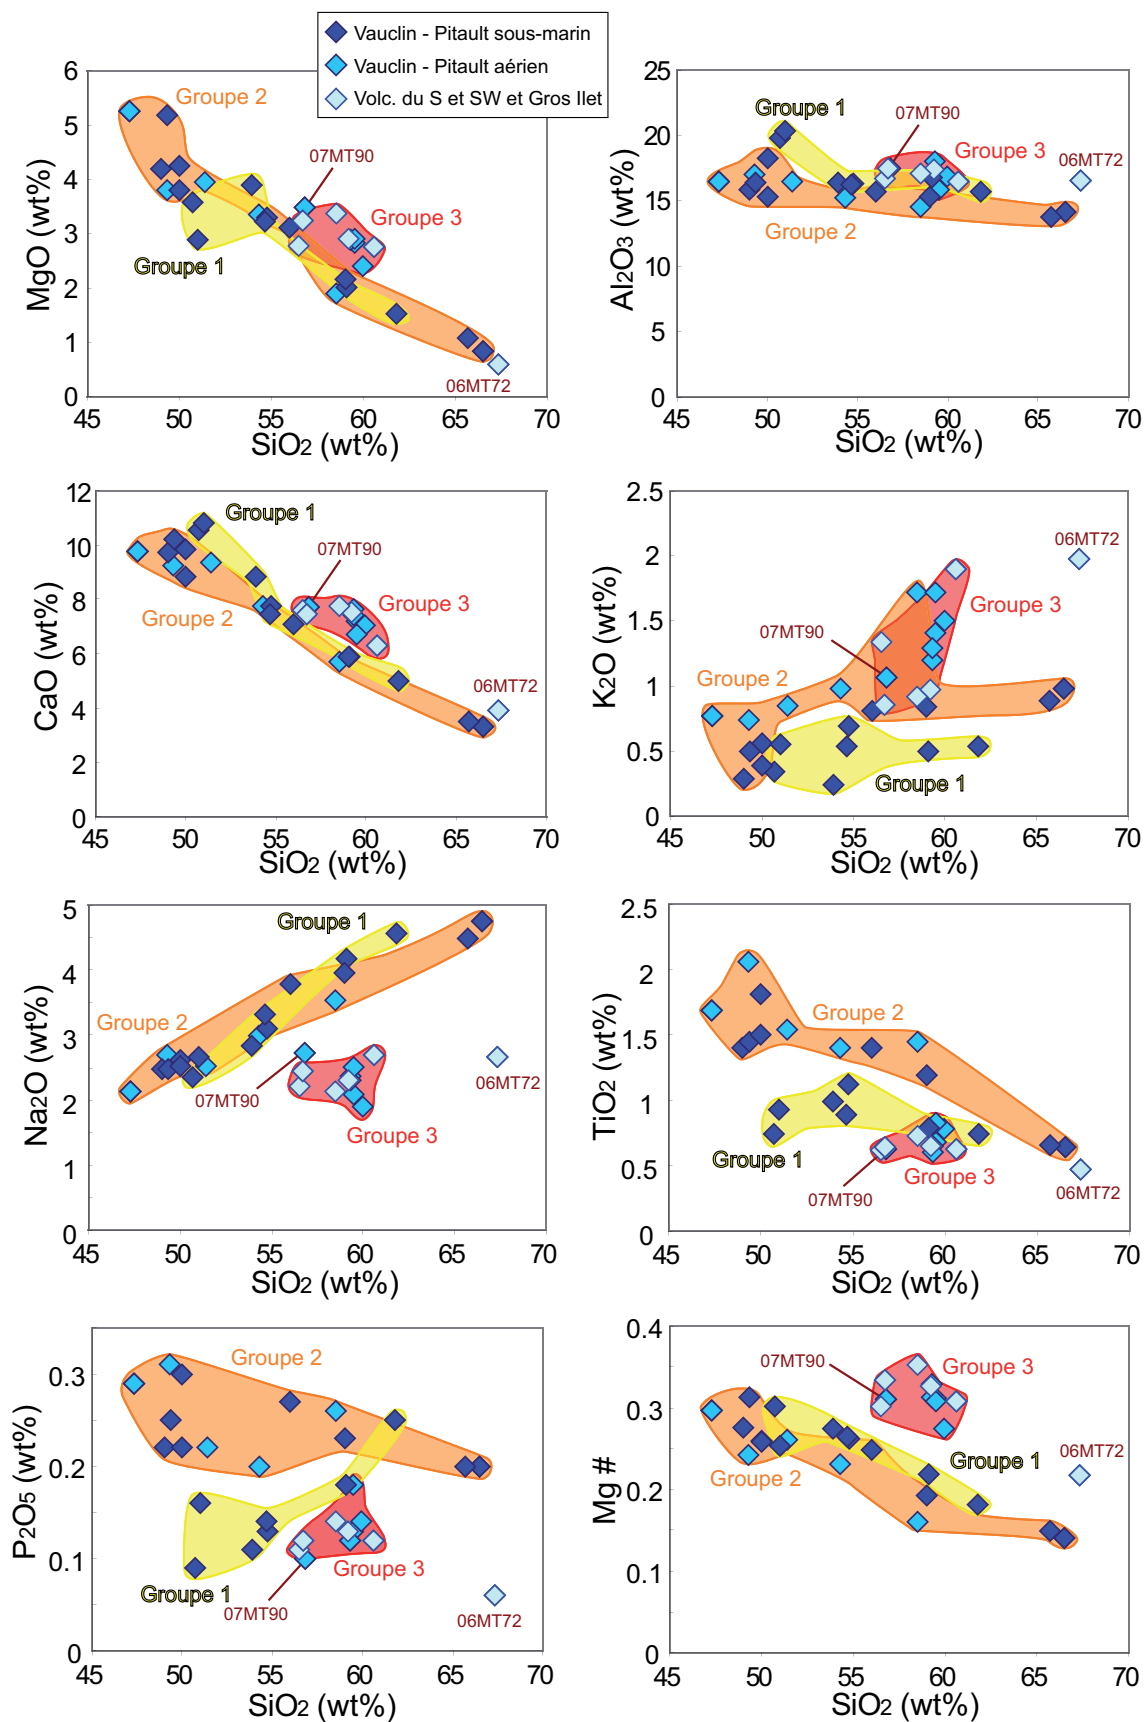 Vauclin - Pitault sous-marin
Vauclin - Pitault aérien
Volc. du S et SW et Gros Ilet
MgO (wt%)
6
5
4
3
2
1
0
Groupe 2
07MT90
Groupe 3
Groupe 1
06MT72
45 50 55 60 65 70
SiO2 (wt%)
Al2O3 (wt%)
25
20
15
10
5
0
Groupe 1
07MT90
Groupe 3
06MT72
Groupe 2
45 50 55 60 65 70
SiO2 (wt%)
CaO (wt%)
12
10
8
6
4
2
0
Groupe 1
07MT90
Groupe 3
Groupe 2
06MT72
45 50 55 60 65 70
SiO2 (wt%)
K2O (wt%)
2.5
2
1.5
1
0.5
0
06MT72
Groupe 3
07MT90
Groupe 2
Groupe 1
45 50 55 60 65 70
SiO2 (wt%)
Na2O (wt%)
5
4
3
2
1
0
Groupe 1
Groupe 2
07MT90
06MT72
Groupe 3
45 50 55 60 65 70
SiO2 (wt%)
TiO2 (wt%)
2.5
2
1.5
1
0.5
0
Groupe 2
Groupe 1
07MT90
Groupe 3
06MT72
45 50 55 60 65 70
SiO2 (wt%)
P2O5 (wt%)
0.3
0.2
0.1
0
Groupe 2
Groupe 3
Groupe 1
07MT90
06MT72
45 50 55 60 65 70
SiO2 (wt%)
Mg #
0.4
0.3
0.2
0.1
0
07MT90
Groupe 3
Groupe 1
06MT72
Groupe 2
45 50 55 60 65 70
SiO2 (wt%)